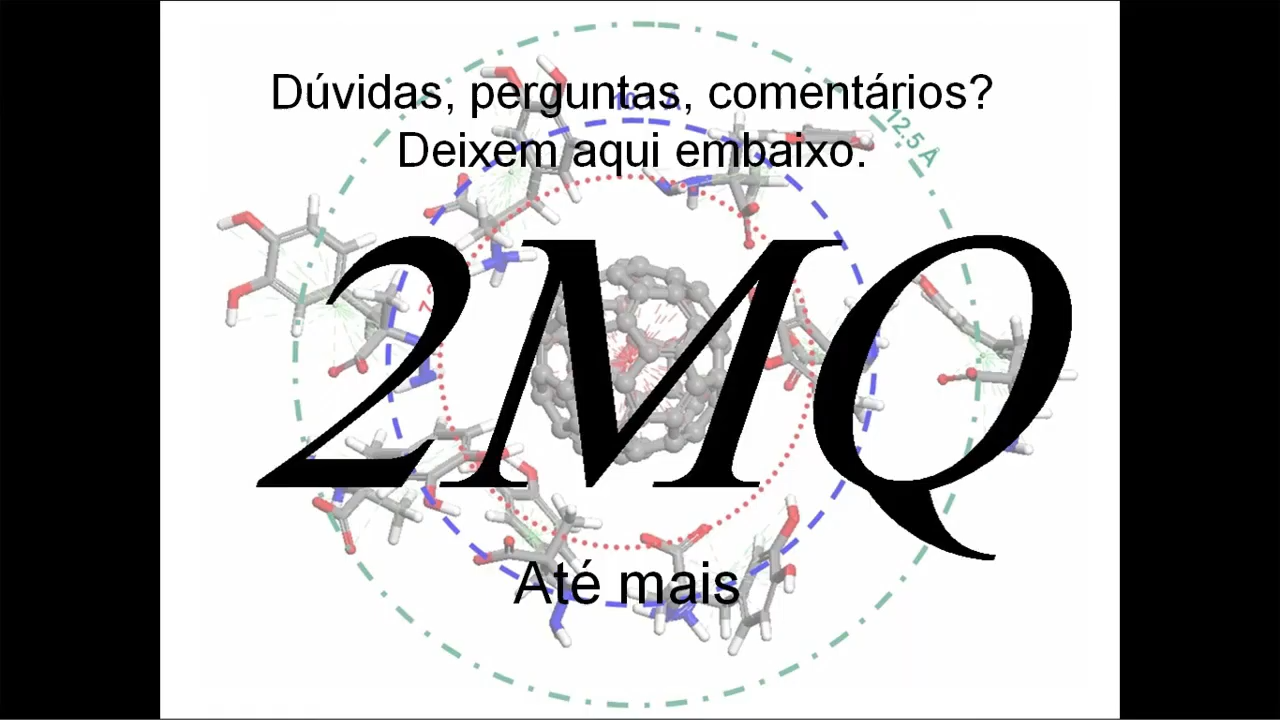 Dúvidas, perguntas, comentários?
Deixem aqui embaixo.
12.5 Å
2MQ
Até mais